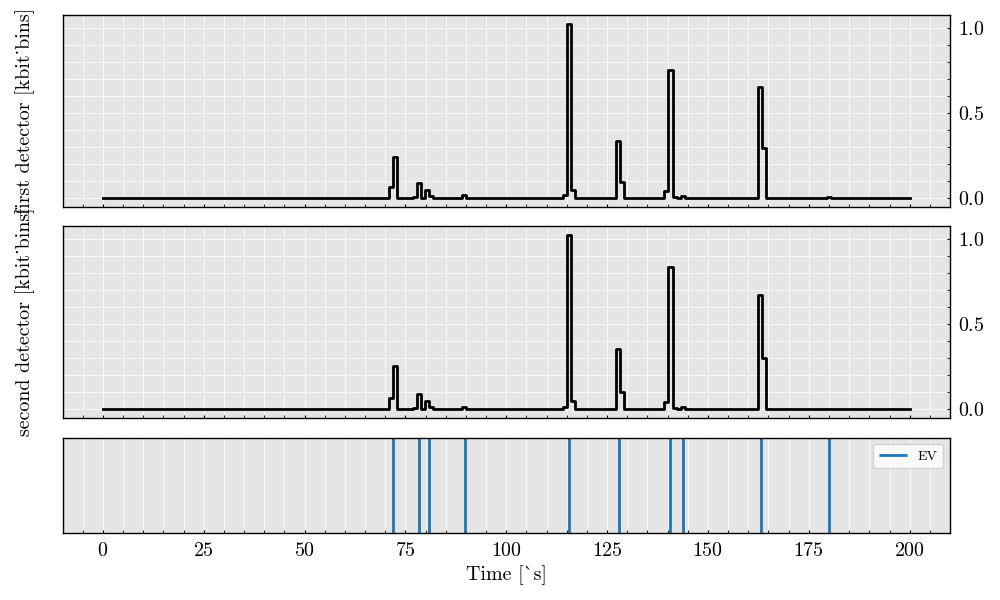 first detector [kbit˙bins]
1.0
0.5
0.0
second detector [kbit˙bins]
1.0
0.5
0.0
EV
0 25 50 75 100 125 150 175 200
Time [`s]